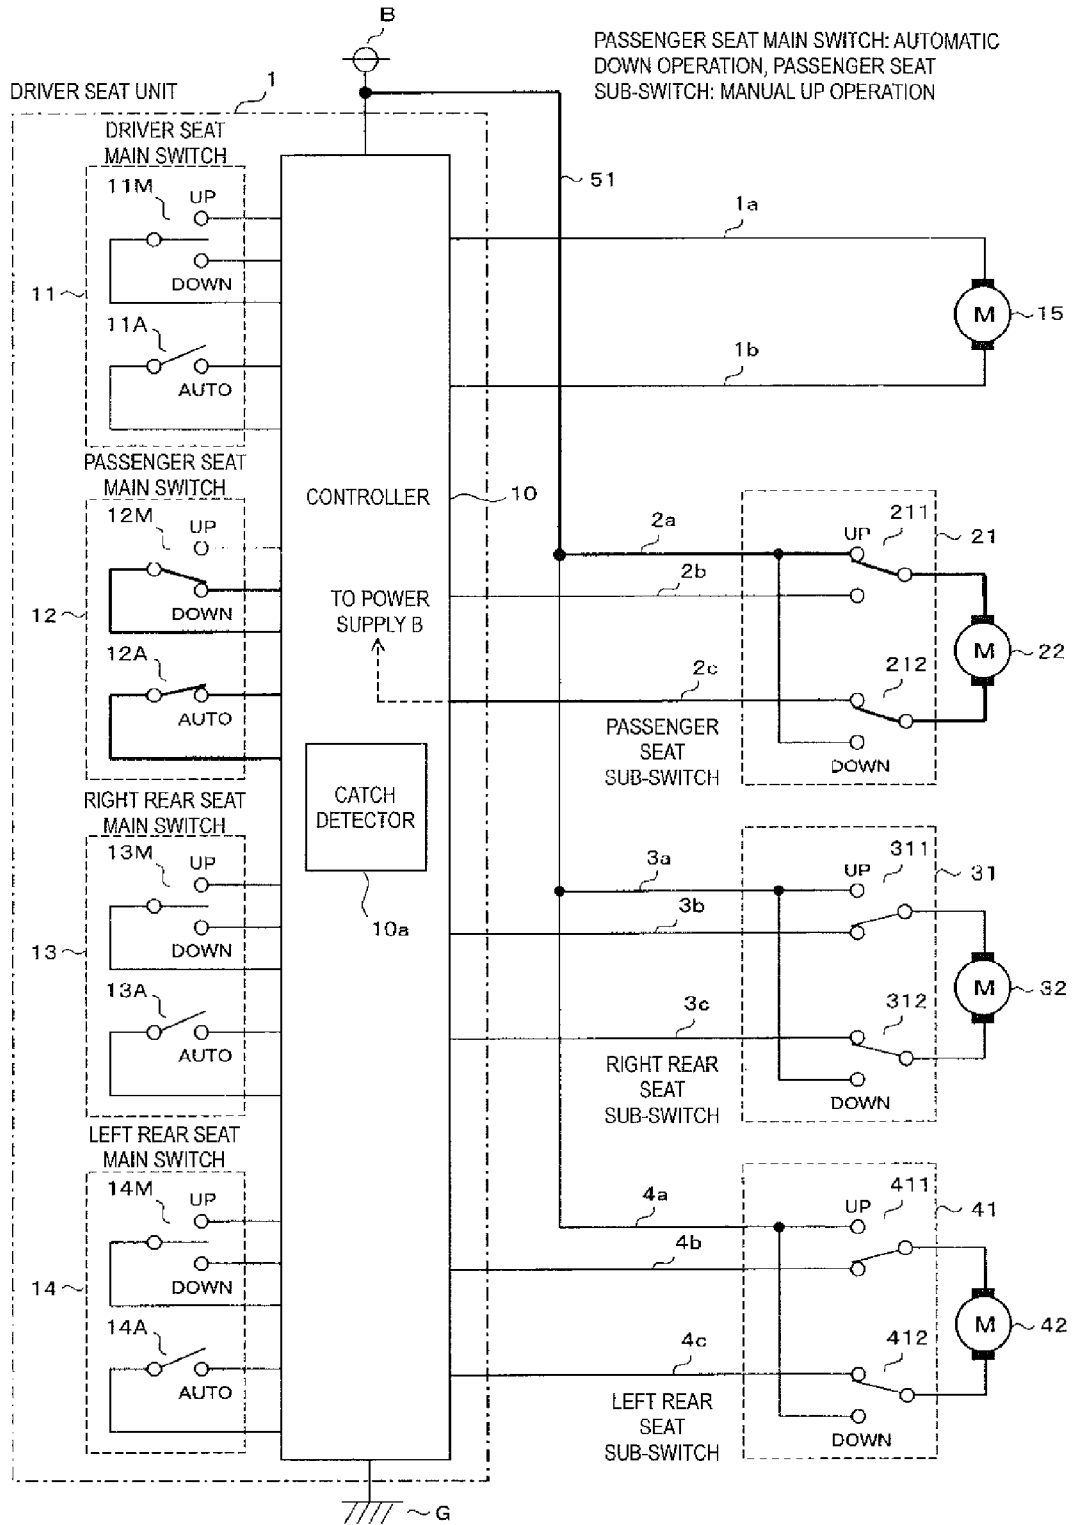 B
PASSENGER SEAT MAIN SWITCH: AUTOMATIC
DOWN OPERATION, PASSENGER SEAT
SUB-SWITCH: MANUAL UP OPERATION
DRIVER SEAT UNIT
1
DRIVER SEAT
MAIN SWITCH
11M
UP
DOWN
11
11A
AUTO
51
1a
M
15
1b
PASSENGER SEAT
MAIN SWITCH
12M
UP
DOWN
12
12A
AUTO
CONTROLLER
10
TO POWER
SUPPLY B
2a
2b
2c
UP
211
21
M
22
212
DOWN
PASSENGER
SEAT
SUB-SWITCH
CATCH
DETECTOR
10a
RIGHT REAR SEAT
MAIN SWITCH
13M
UP
DOWN
13
13A
AUTO
3a
3b
3c
UP
311
31
M
32
312
DOWN
RIGHT REAR
SEAT
SUB-SWITCH
LEFT REAR SEAT
MAIN SWITCH
14M
UP
DOWN
14
14A
AUTO
4a
4b
4c
UP
411
41
M
42
412
DOWN
LEFT REAR
SEAT
SUB-SWITCH
G